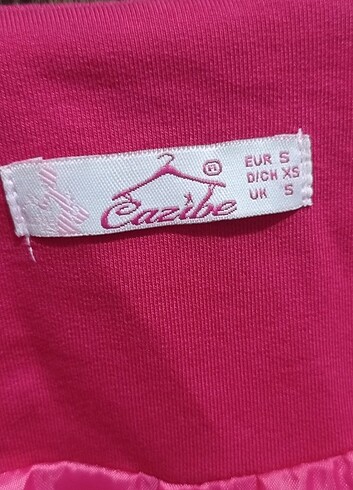 ®
Cazibe
EUR S
D/CH XS
UK S